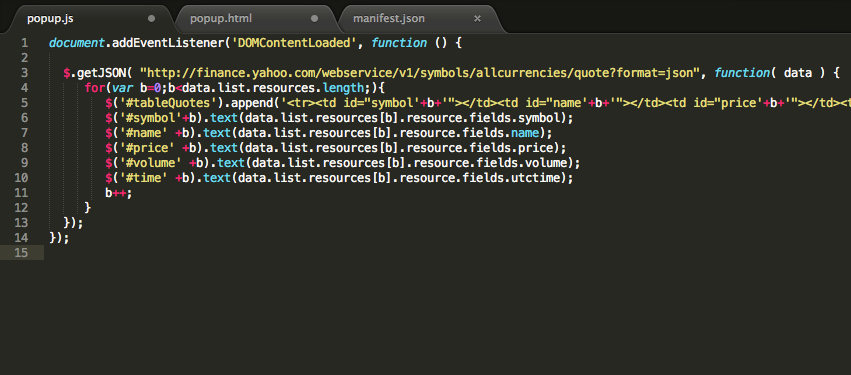 popup.js
popup.html
manifest.json ×
1 document.addEventListener('DOMContentLoaded', function () {
2
3 $.getJSON( "http://finance.yahoo.com/webservice/v1/symbols/allcurrencies/quote?format=json", function( data ) {
4 for(var b=0;b<data.list.resources.length;){
5 $('#tableQuotes').append('<tr><td id="symbol'+b+'"></td><td id="name'+b+'"></td><td id="price'+b+'"></td><t
6 $('#symbol'+b).text(data.list.resources[b].resource.fields.symbol);
7 $('#name' +b).text(data.list.resources[b].resource.fields.name);
8 $('#price' +b).text(data.list.resources[b].resource.fields.price);
9 $('#volume' +b).text(data.list.resources[b].resource.fields.volume);
10 $('#time' +b).text(data.list.resources[b].resource.fields.utctime);
11 b++;
12 }
13 });
14 });
15